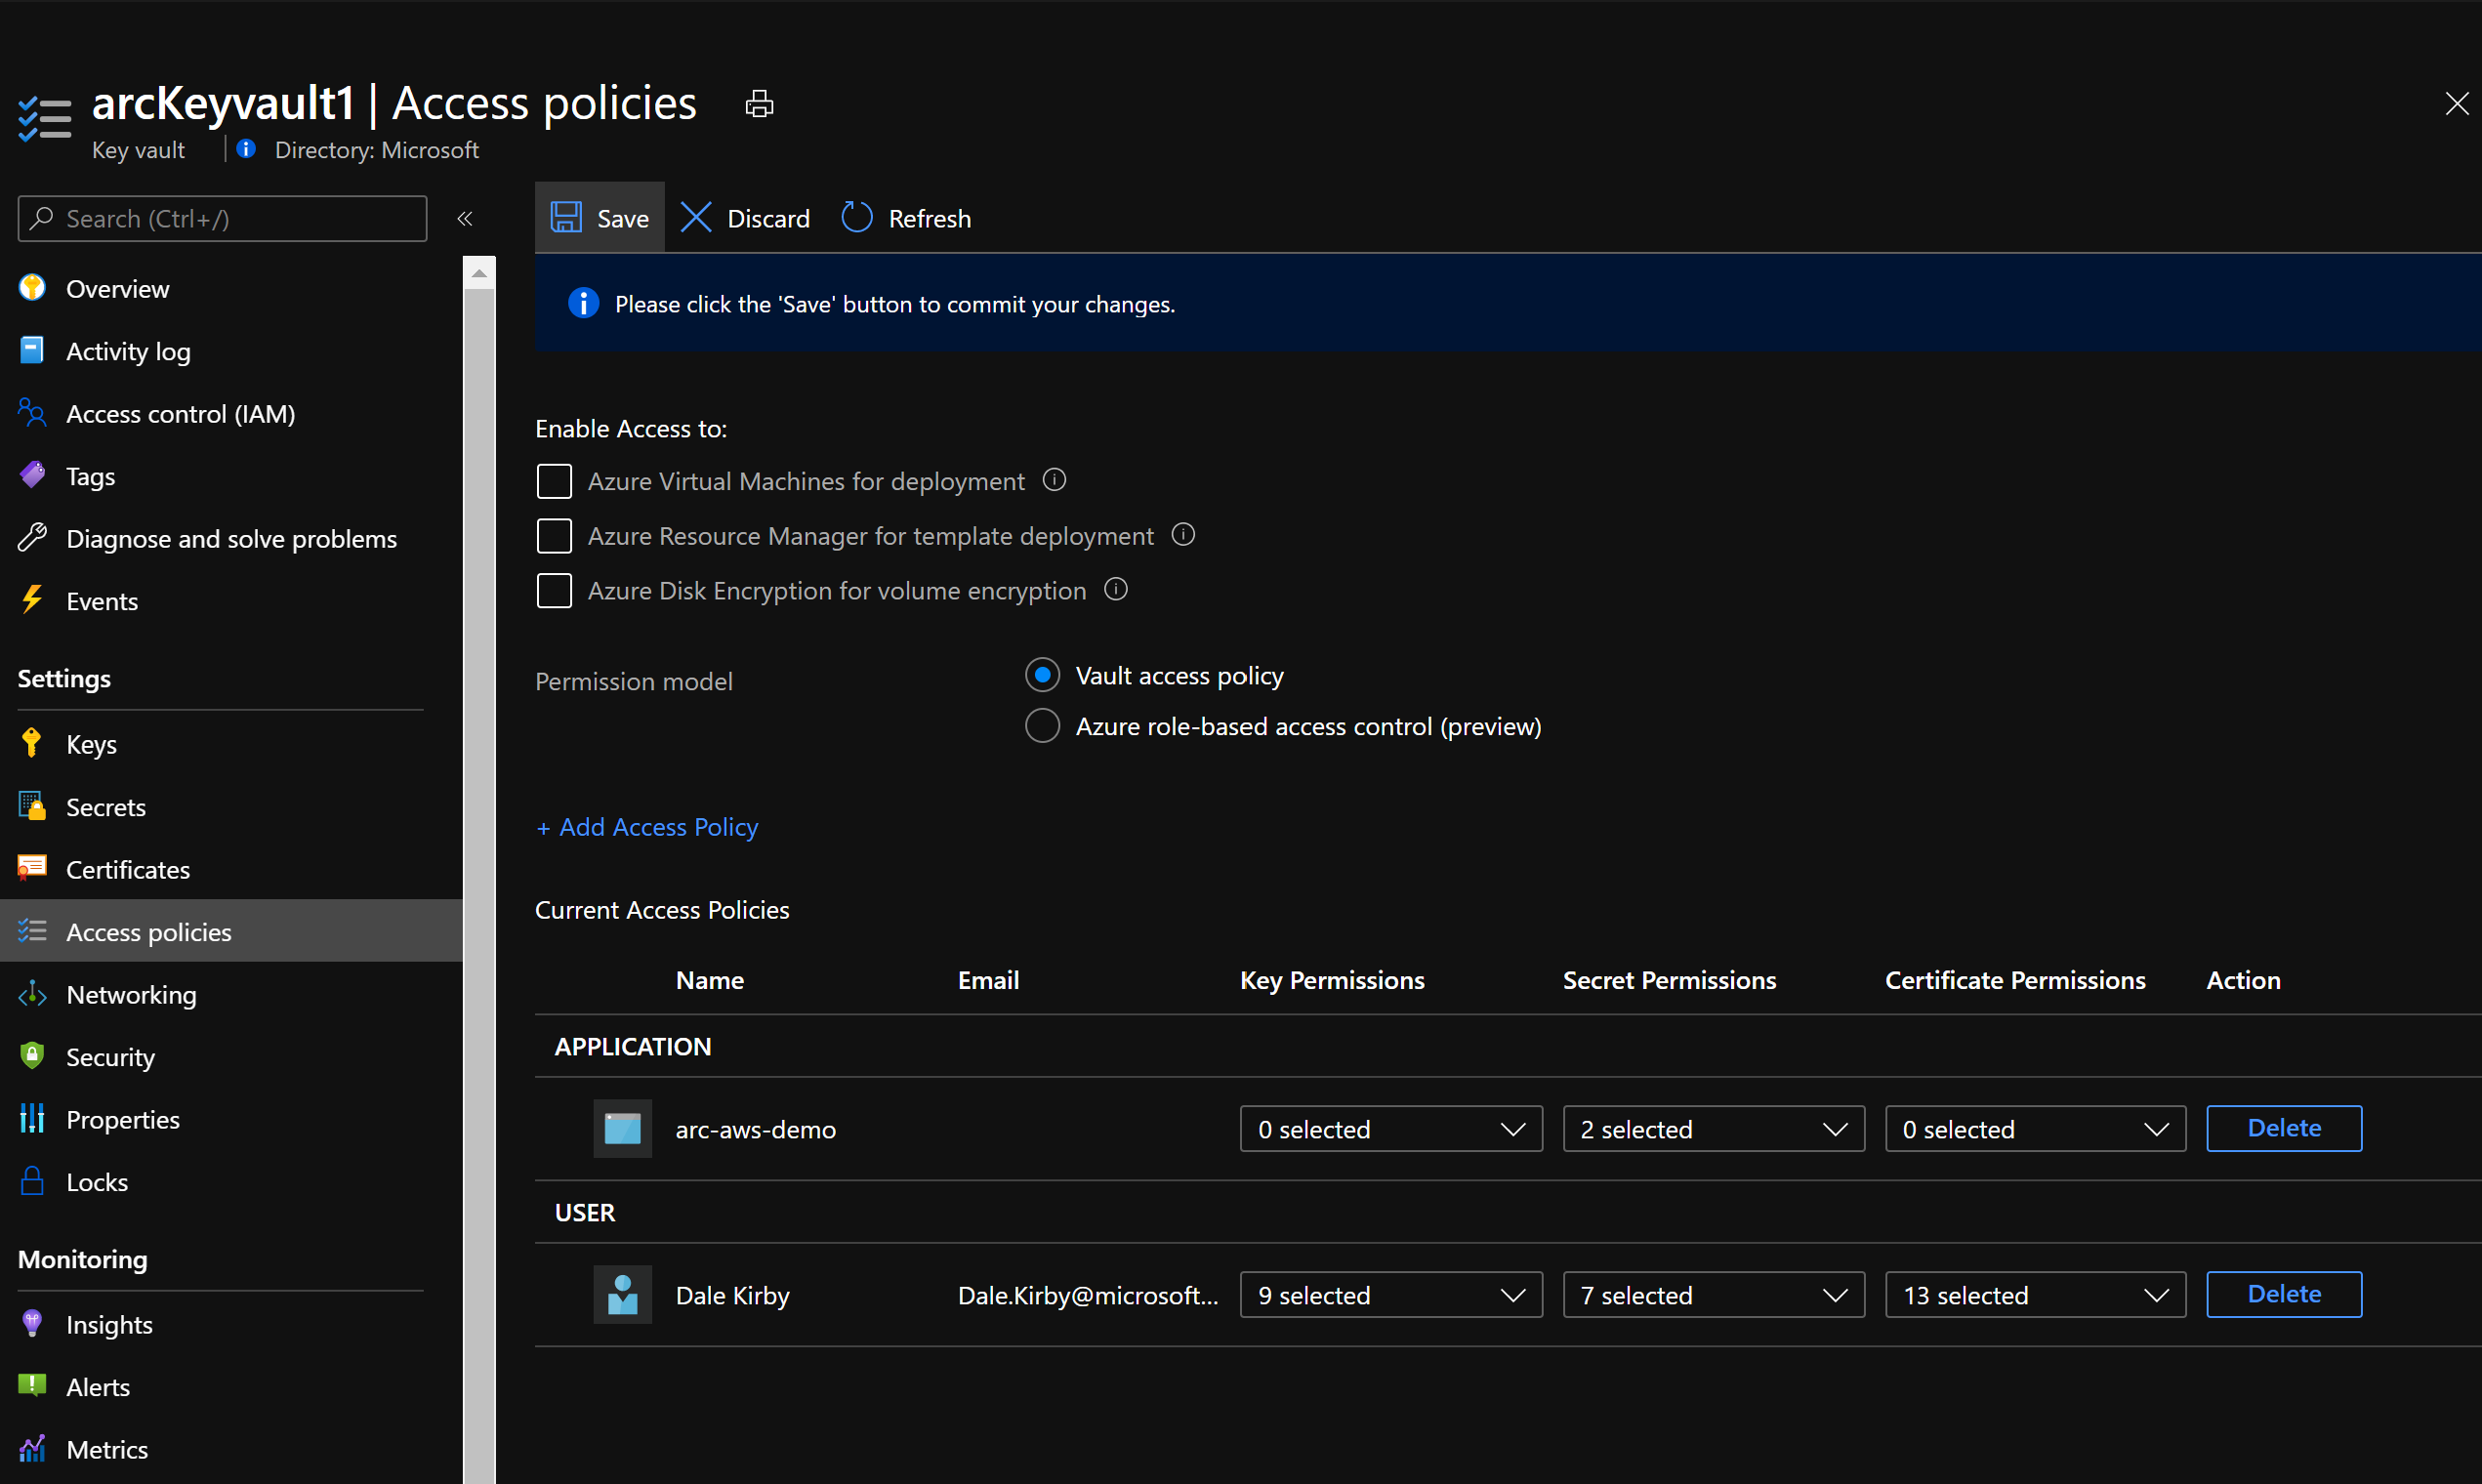 arcKeyvault1 | Access policies
Key vault
Directory: Microsoft
Search (Ctrl+/)
«
Overview
Activity log
Access control (IAM)
Tags
Diagnose and solve problems
Events
Settings
Keys
Secrets
Certificates
Access policies
Networking
Security
Properties
Locks
Monitoring
Insights
Alerts
Metrics
Save Discard Refresh
Please click the 'Save' button to commit your changes.
Enable Access to:
Azure Virtual Machines for deployment
Azure Resource Manager for template deployment
Azure Disk Encryption for volume encryption
Permission model
Vault access policy
Azure role-based access control (preview)
+ Add Access Policy
Current Access Policies
Name Email Key Permissions Secret Permissions Certificate Permissions Action
APPLICATION
arc-aws-demo 0 selected 2 selected 0 selected Delete
USER
Dale Kirby Dale.Kirby@microsoft... 9 selected 7 selected 13 selected Delete